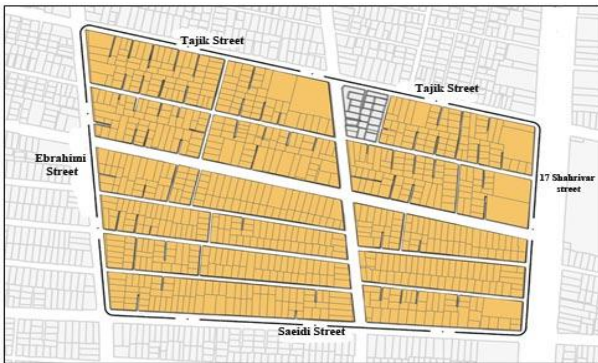 Tajik Street
Tajik Street
Ebrahimi
Street
17 Shahrivar
street
Saeidi Street